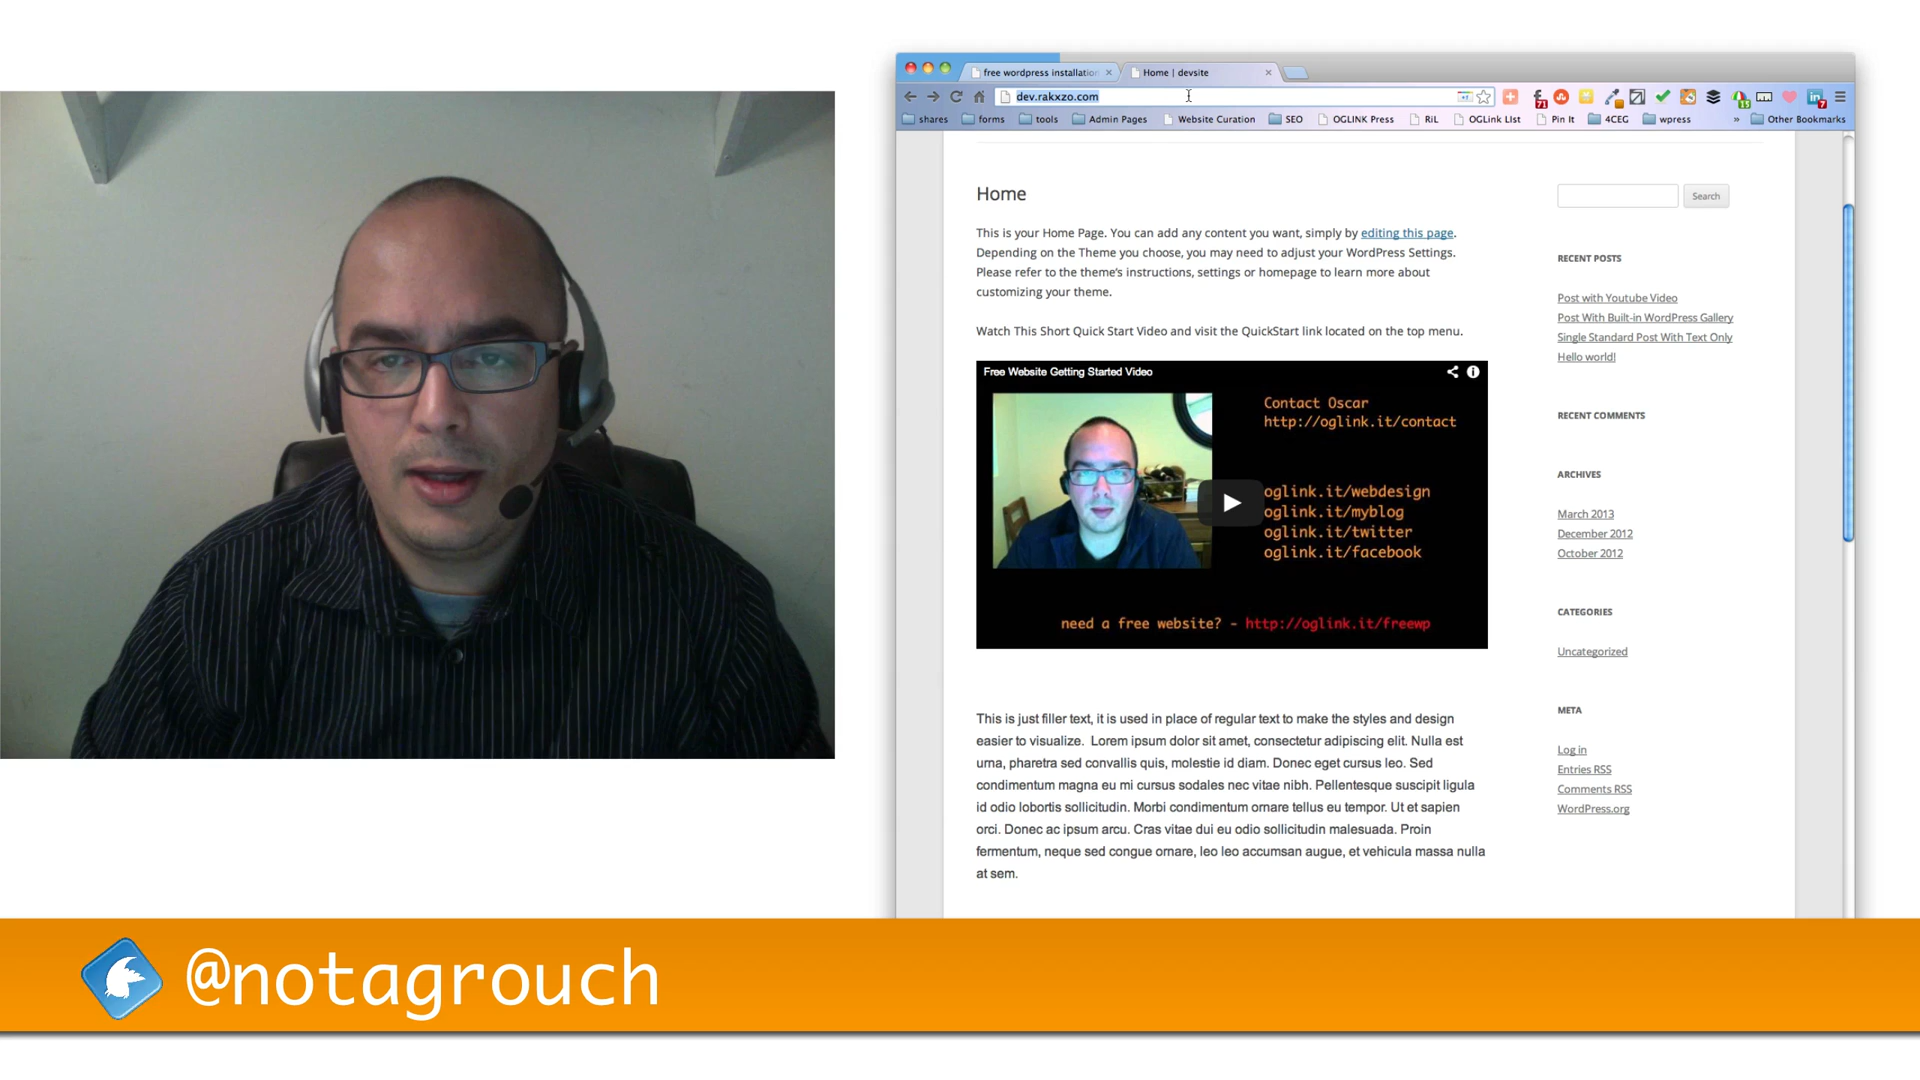 free wordpress installation
Home | devsite
dev.rakxzo.com
71
15
7
shares
forms
tools
Admin Pages
Website Curation
SEO
OGLINK Press
RiL
OGLink LIst
Pin It
4CEG
wpress
»
Other Bookmarks
Home
This is your Home Page. You can add any content you want, simply by editing this page.
Depending on the Theme you choose, you may need to adjust your WordPress Settings.
Please refer to the theme's instructions, settings or homepage to learn more about
customizing your theme.
Watch This Short Quick Start Video and visit the QuickStart link located on the top menu.
Free Website Getting Started Video
Contact Oscar
http://oglink.it/contact
oglink.it/webdesign
oglink.it/myblog
oglink.it/twitter
oglink.it/facebook
need a free website? - http://oglink.it/freewp
This is just filler text, it is used in place of regular text to make the styles and design
easier to visualize. Lorem ipsum dolor sit amet, consectetur adipiscing elit. Nulla est
urna, pharetra sed convallis quis, molestie id diam. Donec eget cursus leo. Sed
condimentum magna eu mi cursus sodales nec vitae nibh. Pellentesque suscipit ligula
id odio lobortis sollicitudin. Morbi condimentum ornare tellus eu tempor. Ut et sapien
orci. Donec ac ipsum arcu. Cras vitae dui eu odio sollicitudin malesuada. Proin
fermentum, neque sed congue ornare, leo leo accumsan augue, et vehicula massa nulla
at sem.
Search
RECENT POSTS
Post with Youtube Video
Post With Built-in WordPress Gallery
Single Standard Post With Text Only
Hello world!
RECENT COMMENTS
ARCHIVES
March 2013
December 2012
October 2012
CATEGORIES
Uncategorized
META
Log in
Entries RSS
Comments RSS
WordPress.org
@notagrouch